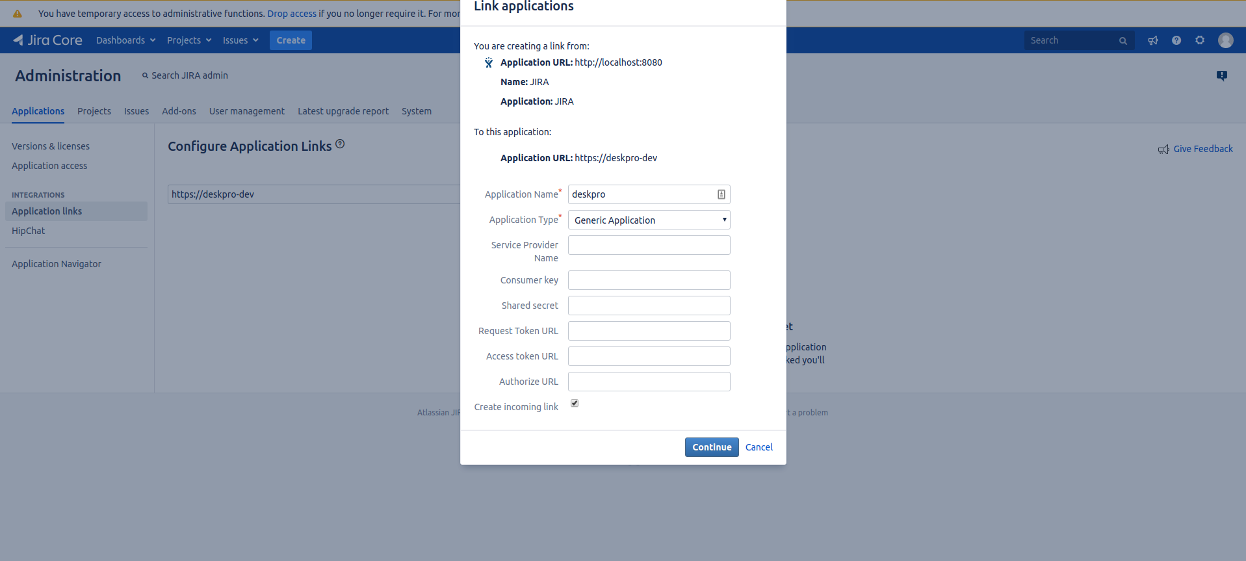 You have temporary access to administrative functions. Drop access if you no longer require it. For mor
Jira Core Dashboards Projects Issues Create Search
Administration Search JIRA admin
Applications Projects Issues Add-ons User management Latest upgrade report System
Versions & licenses
Application access
INTEGRATIONS
Application links
HipChat
Application Navigator
Configure Application Links ?
Give Feedback
https://deskpro-dev
Link applications
You are creating a link from:
Application URL: http://localhost:8080
Name: JIRA
Application: JIRA
To this application:
Application URL: https://deskpro-dev
Application Name* deskpro
Application Type* Generic Application
Service Provider
Name
Consumer key
Shared secret
Request Token URL
Access token URL
Authorize URL
Create incoming link
Continue Cancel
et
pplication
ked you'll
Atlassian JIR
t a problem